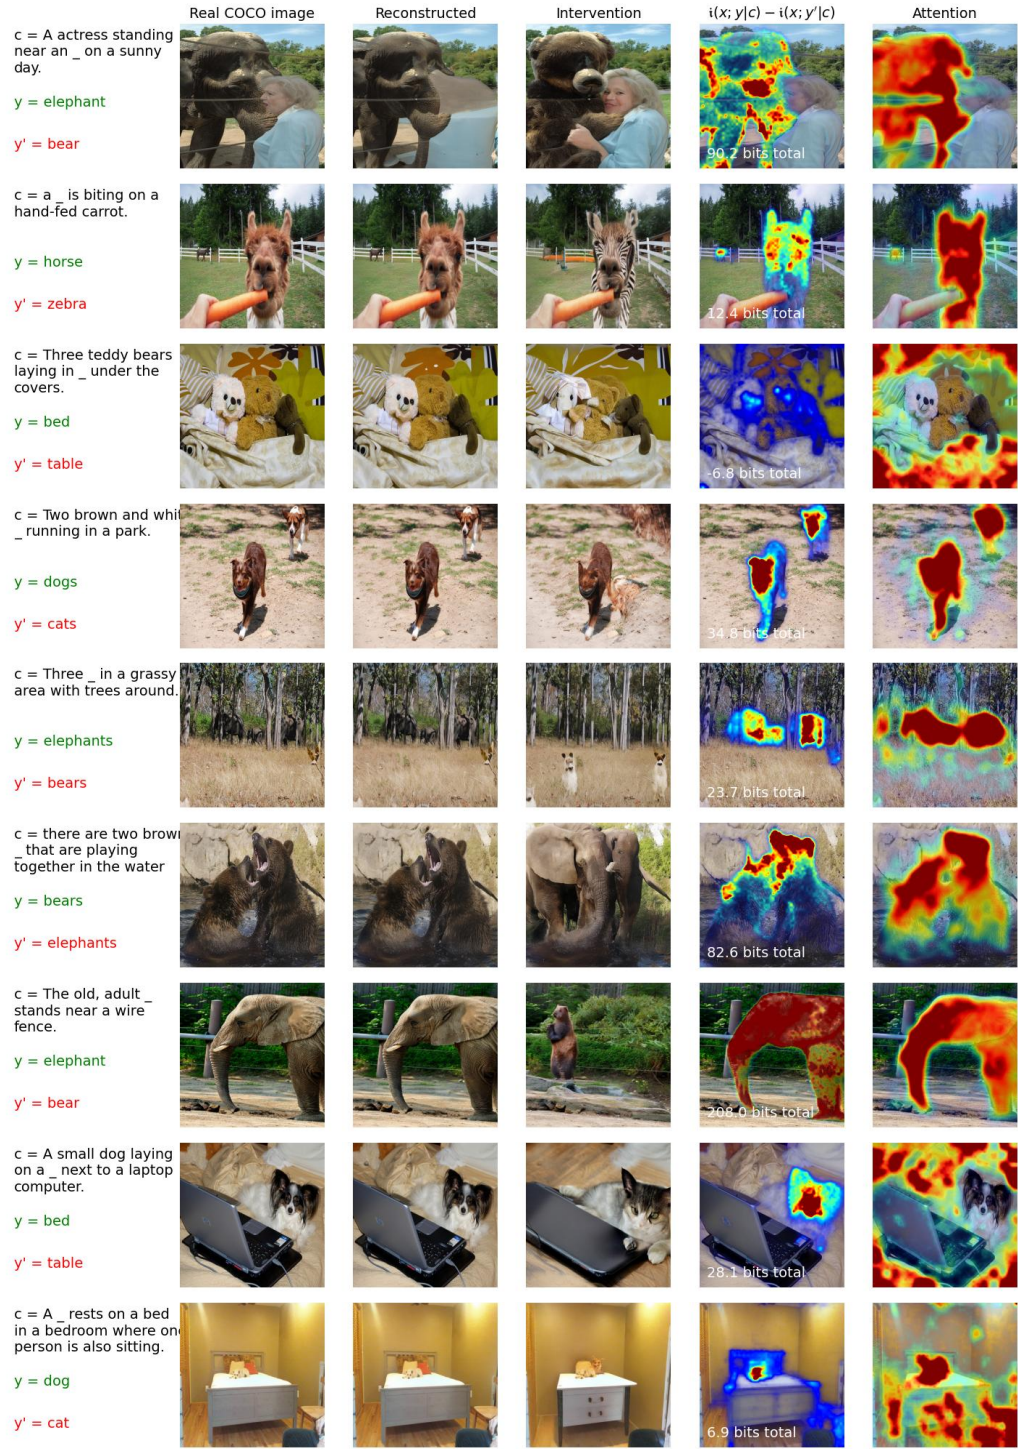 Real COCO image Reconstructed Intervention i(x; y|c) − i(x; y'|c) Attention
c = A actress standing
near an _ on a sunny
day.
y = elephant
y' = bear
90.2 bits total
c = a _ is biting on a
hand-fed carrot.
y = horse
y' = zebra
12.4 bits total
c = Three teddy bears
laying in _ under the
covers.
y = bed
y' = table
-6.8 bits total
c = Two brown and whit
_ running in a park.
y = dogs
y' = cats
34.8 bits total
c = Three _ in a grassy
area with trees around.
y = elephants
y' = bears
23.7 bits total
c = there are two brown
_ that are playing
together in the water
y = bears
y' = elephants
82.6 bits total
c = The old, adult _
stands near a wire
fence.
y = elephant
y' = bear
208.0 bits total
c = A small dog laying
on a _ next to a laptop
computer.
y = bed
y' = table
28.1 bits total
c = A _ rests on a bed
in a bedroom where one
person is also sitting.
y = dog
y' = cat
6.9 bits total